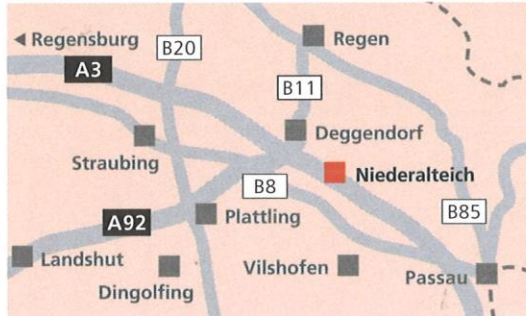 Regensburg
B20
Regen
A3
B11
Deggendorf
Straubing
Niederalteich
B8
A92
Plattling
B85
Landshut
Vilshofen
Passau
Dingolfing